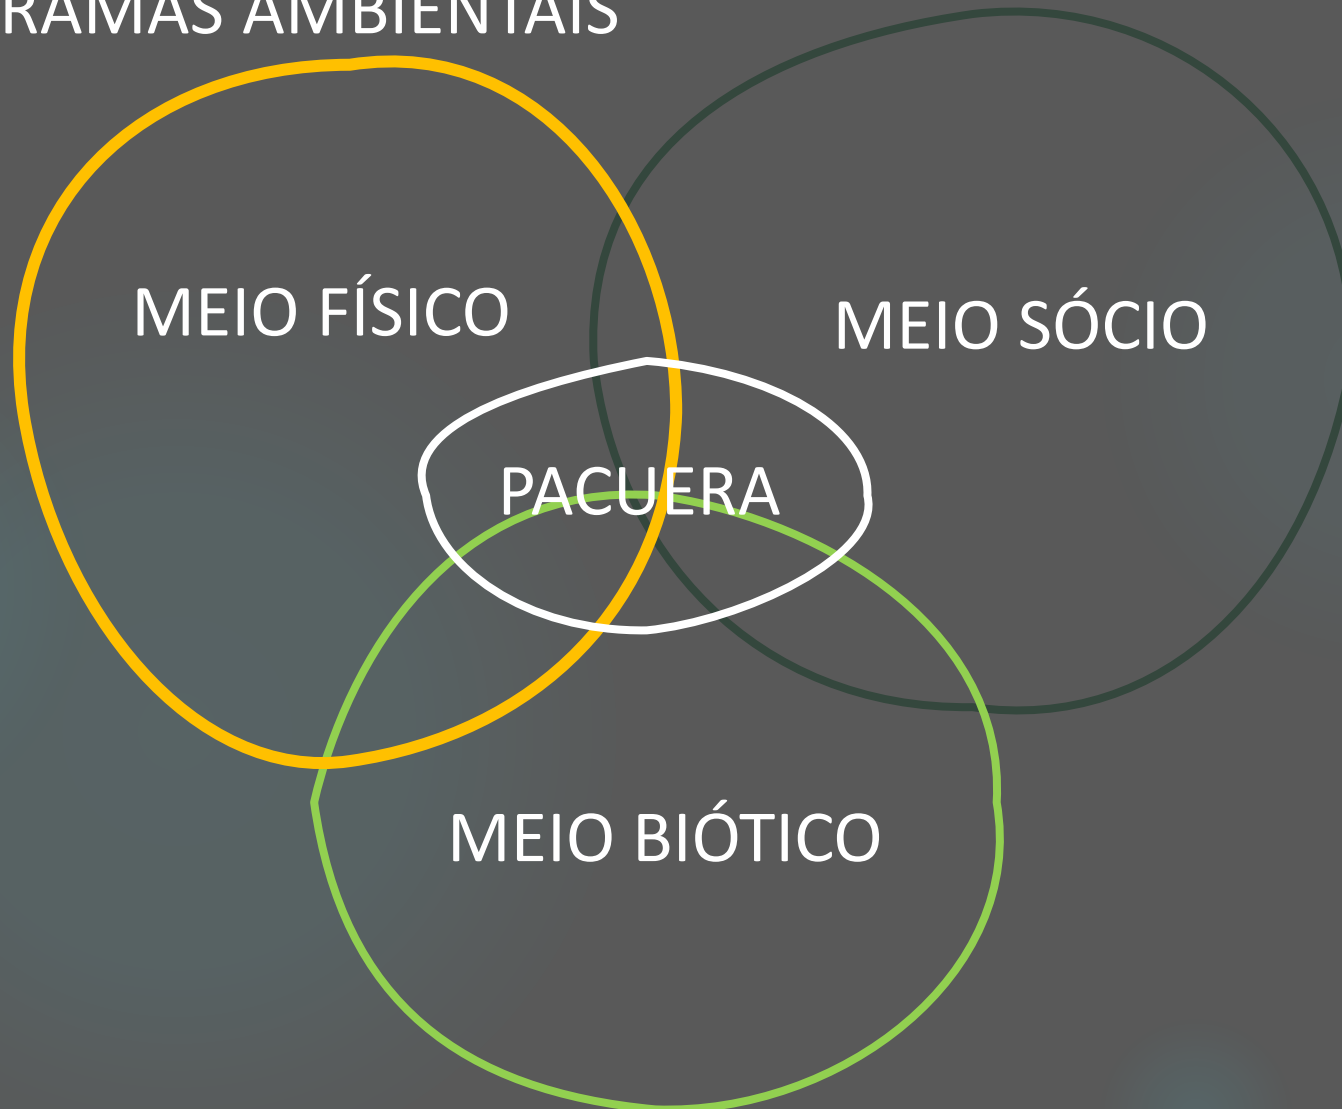 RAMAS AMBIENTAIS
MEIO FÍSICO
MEIO SÓCIO
PACUERA
MEIO BIÓTICO